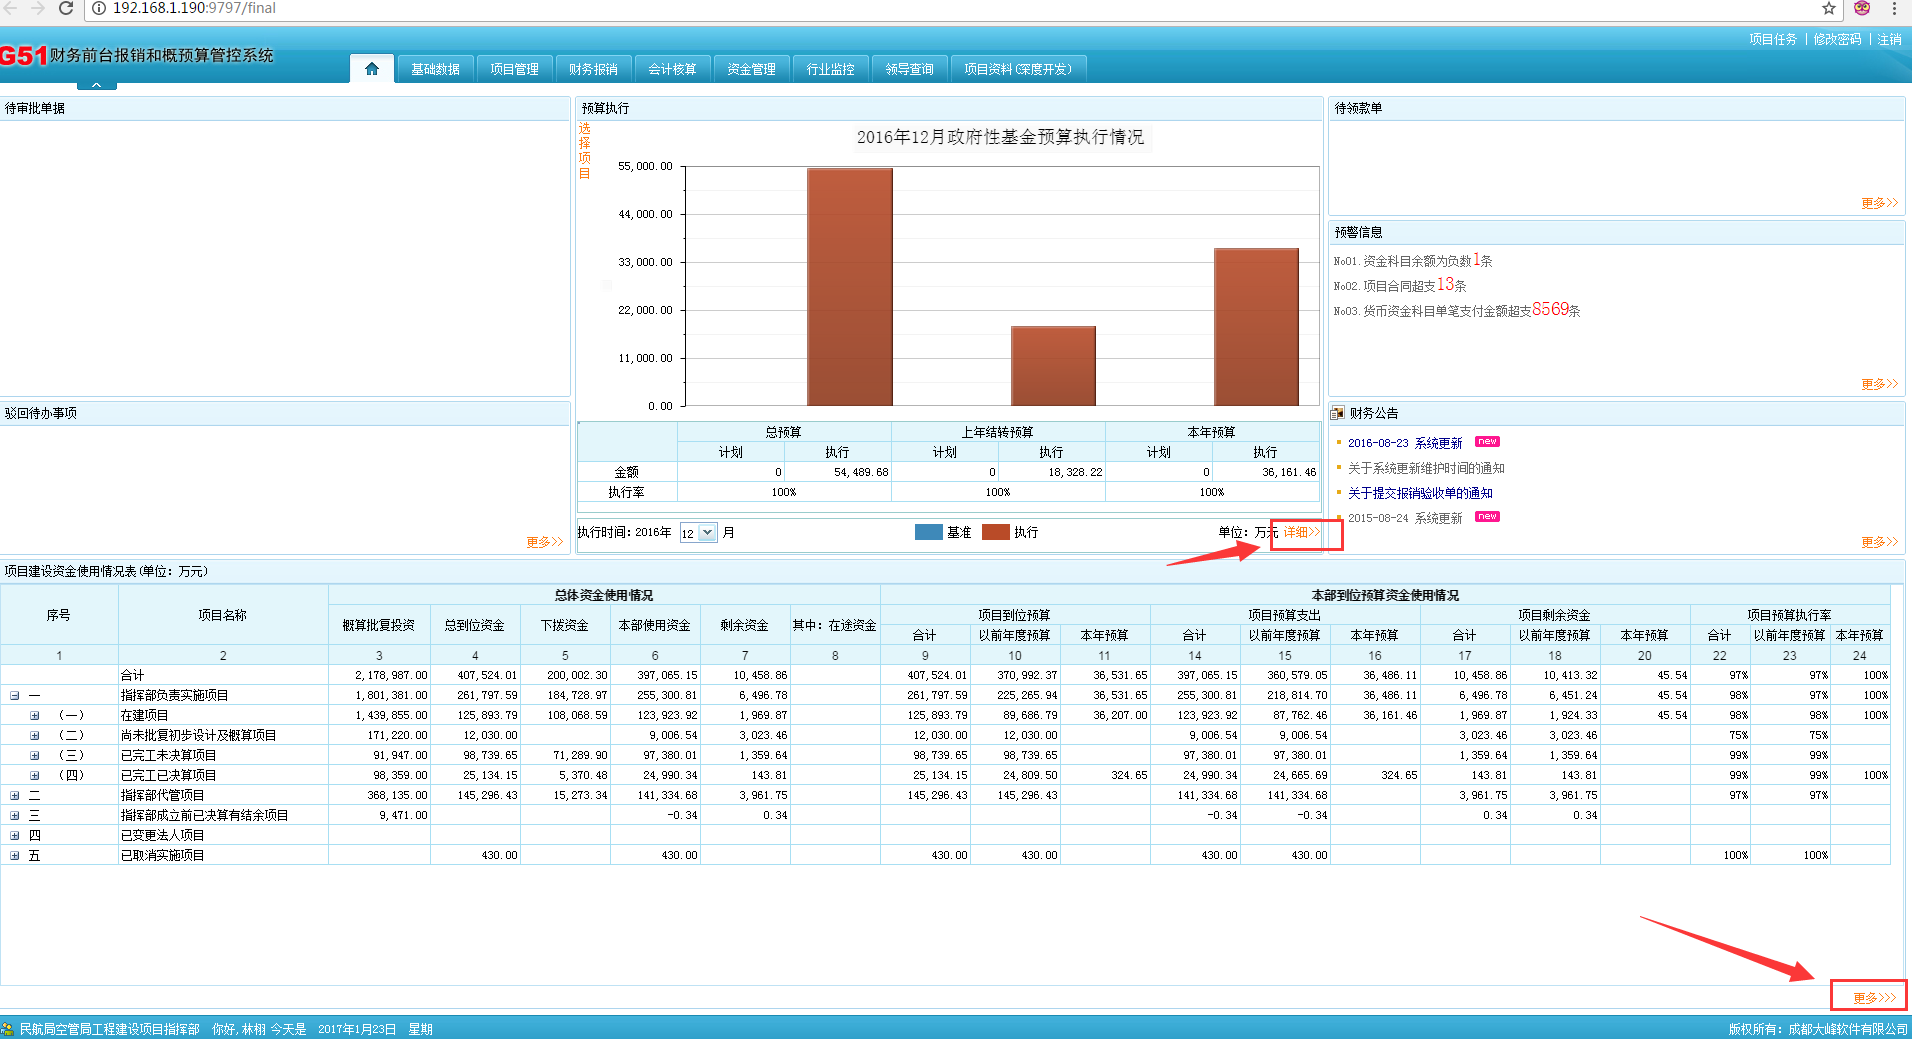 192.168.1.190:9797/final
项目任务 | 修改密码 | 注销
G51财务前台报销和概预算管控系统
基础数据 项目管理 财务报销 会计核算 资金管理 行业监控 领导查询 项目资料(深度开发)
待审批单据
驳回待办事项
更多>>
预算执行
选择项目
2016年12月政府性基金预算执行情况
55,000.00
44,000.00
33,000.00
22,000.00
11,000.00
0.00
总预算 上年结转预算 本年预算
计划 执行 计划 执行 计划 执行
金额 0 54,489.68 0 18,328.22 0 36,161.46
执行率 100% 100% 100%
执行时间:2016年 12 月 基准 执行 单位: 万元 详细>>
待领款单
更多>>
预警信息
No01.资金科目余额为负数1条
No02.项目合同超支13条
No03.货币资金科目单笔支付金额超支8569条
更多>>
财务公告
2016-08-23 系统更新 new
关于系统更新维护时间的通知
关于提交报销验收单的通知
2015-08-24 系统更新 new
更多>>
项目建设资金使用情况表(单位: 万元)
序号 项目名称 总体资金使用情况 本部到位预算资金使用情况
概算批复投资 总到位资金 下拨资金 本部使用资金 剩余资金 其中: 在途资金 项目到位预算 项目预算支出 项目剩余资金 项目预算执行率
合计 以前年度预算 本年预算 合计 以前年度预算 本年预算 合计 以前年度预算 本年预算 合计 以前年度预算 本年预算
1 2 3 4 5 6 7 8 9 10 11 14 15 16 17 18 20 22 23 24
合计 2,178,987.00 407,524.01 200,002.30 397,065.15 10,458.86 407,524.01 370,992.37 36,531.65 397,065.15 360,579.05 36,486.11 10,458.86 10,413.32 45.54 97% 97% 100%
一 指挥部负责实施项目 1,801,381.00 261,797.59 184,728.97 255,300.81 6,496.78 261,797.59 225,265.94 36,531.65 255,300.81 218,814.70 36,486.11 6,496.78 6,451.24 45.54 98% 97% 100%
(一) 在建项目 1,439,855.00 125,893.79 108,068.59 123,923.92 1,969.87 125,893.79 89,686.79 36,207.00 123,923.92 87,762.46 36,161.46 1,969.87 1,924.33 45.54 98% 98% 100%
(二) 尚未批复初步设计及概算项目 171,220.00 12,030.00 9,006.54 3,023.46 12,030.00 12,030.00 9,006.54 9,006.54 3,023.46 3,023.46 75% 75%
(三) 已完工未决算项目 91,947.00 98,739.65 71,289.90 97,380.01 1,359.64 98,739.65 98,739.65 97,380.01 97,380.01 1,359.64 1,359.64 99% 99%
(四) 已完工已决算项目 98,359.00 25,134.15 5,370.48 24,990.34 143.81 25,134.15 24,809.50 324.65 24,990.34 24,665.69 324.65 143.81 143.81 99% 99% 100%
二 指挥部代管项目 368,135.00 145,296.43 15,273.34 141,334.68 3,961.75 145,296.43 145,296.43 141,334.68 141,334.68 3,961.75 3,961.75 97% 97%
三 指挥部成立前已决算有结余项目 9,471.00 -0.34 0.34 -0.34 -0.34 0.34 0.34
四 已变更法人项目
五 已取消实施项目 430.00 430.00 430.00 430.00 430.00 430.00 100% 100%
更多>>>
民航局空管局工程建设项目指挥部 你好,林栩 今天是 2017年1月23日 星期
版权所有: 成都大峰软件有限公司